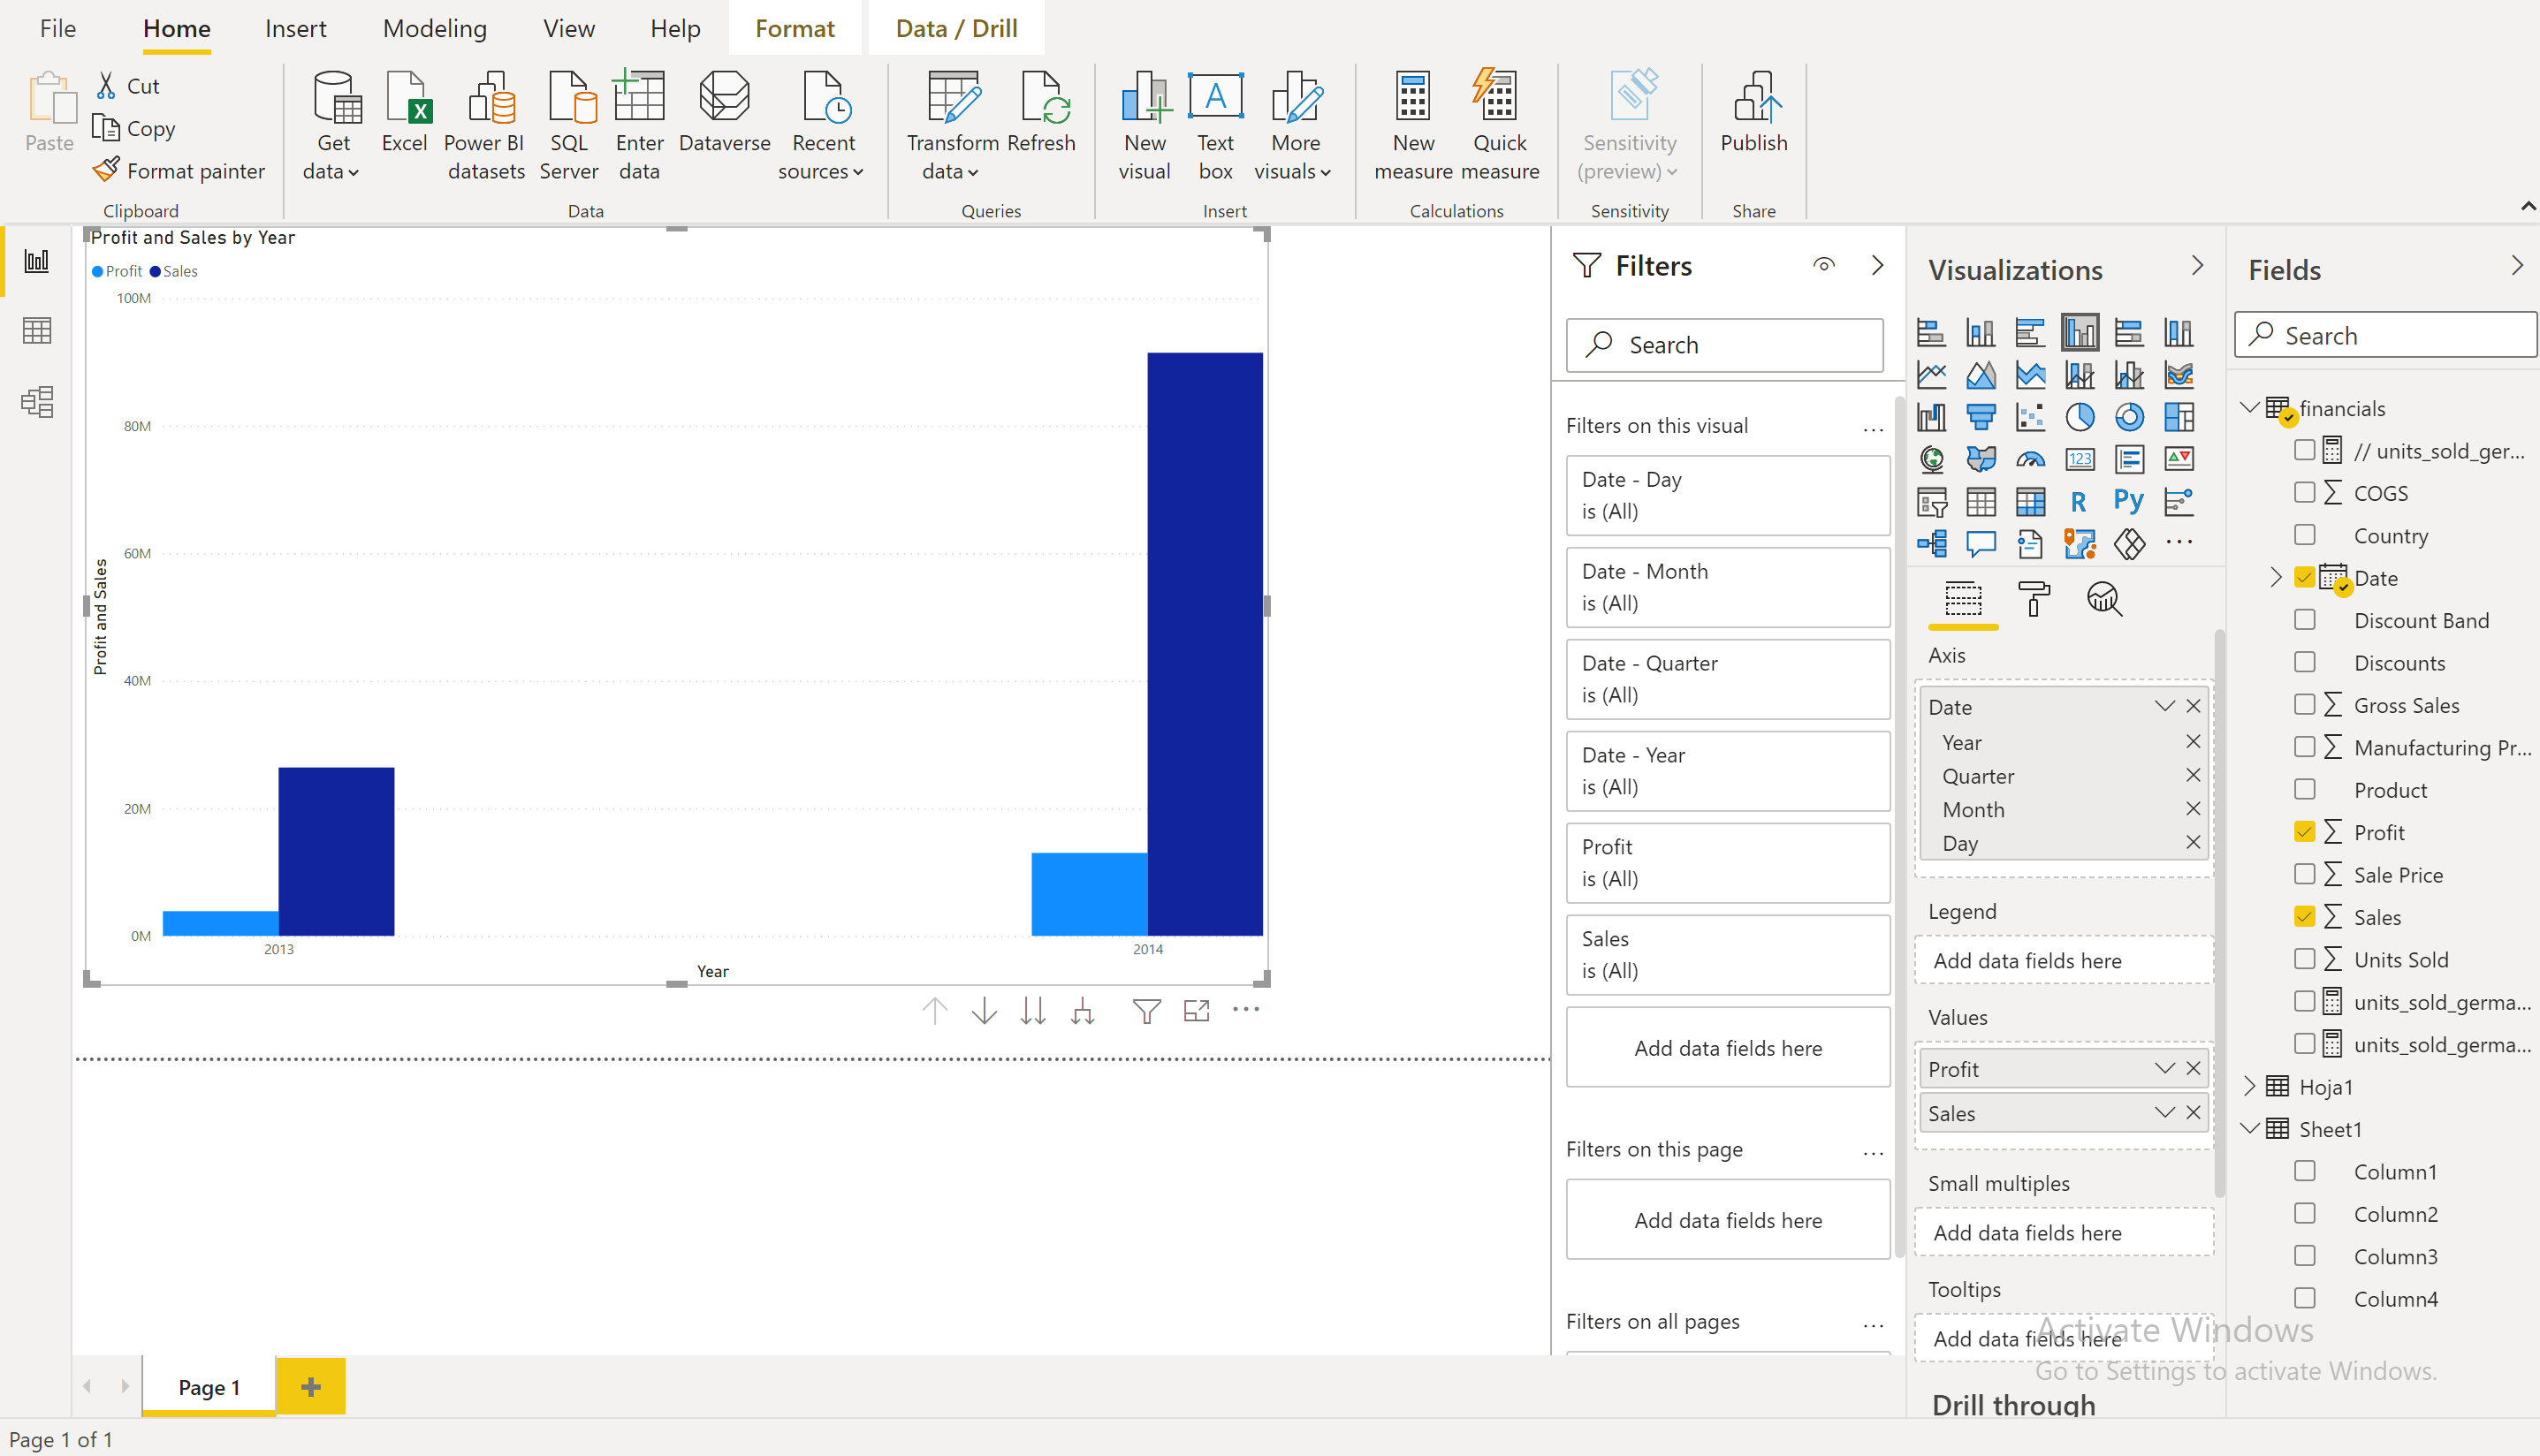 File Home Insert Modeling View Help Format Data / Drill
Paste
Cut
Copy
Format painter
Clipboard
Get data
Excel
Power BI datasets
SQL Server
Enter data
Dataverse
Recent sources
Data
Transform data
Refresh
Queries
New visual
Text box
A
More visuals
Insert
New measure
Quick measure
Calculations
Sensitivity (preview)
Sensitivity
Publish
Share
Profit and Sales by Year
Profit Sales
100M
80M
60M
40M
20M
0M
Profit and Sales
2013 2014
Year
Filters
Search
Filters on this visual ...
Date - Day
is (All)
Date - Month
is (All)
Date - Quarter
is (All)
Date - Year
is (All)
Profit
is (All)
Sales
is (All)
Add data fields here
Filters on this page ...
Add data fields here
Filters on all pages ...
Visualizations
123
R Py
Axis
Date
Year
Quarter
Month
Day
Legend
Add data fields here
Values
Profit
Sales
Small multiples
Add data fields here
Tooltips
Add data fields here
Drill through
Fields
Search
financials
// units_sold_ger...
COGS
Country
Date
Discount Band
Discounts
Gross Sales
Manufacturing Pr...
Product
Profit
Sale Price
Sales
Units Sold
units_sold_germa...
units_sold_germa...
Hoja1
Sheet1
Column1
Column2
Column3
Column4
Activate Windows
Go to Settings to activate Windows.
Page 1
Page 1 of 1